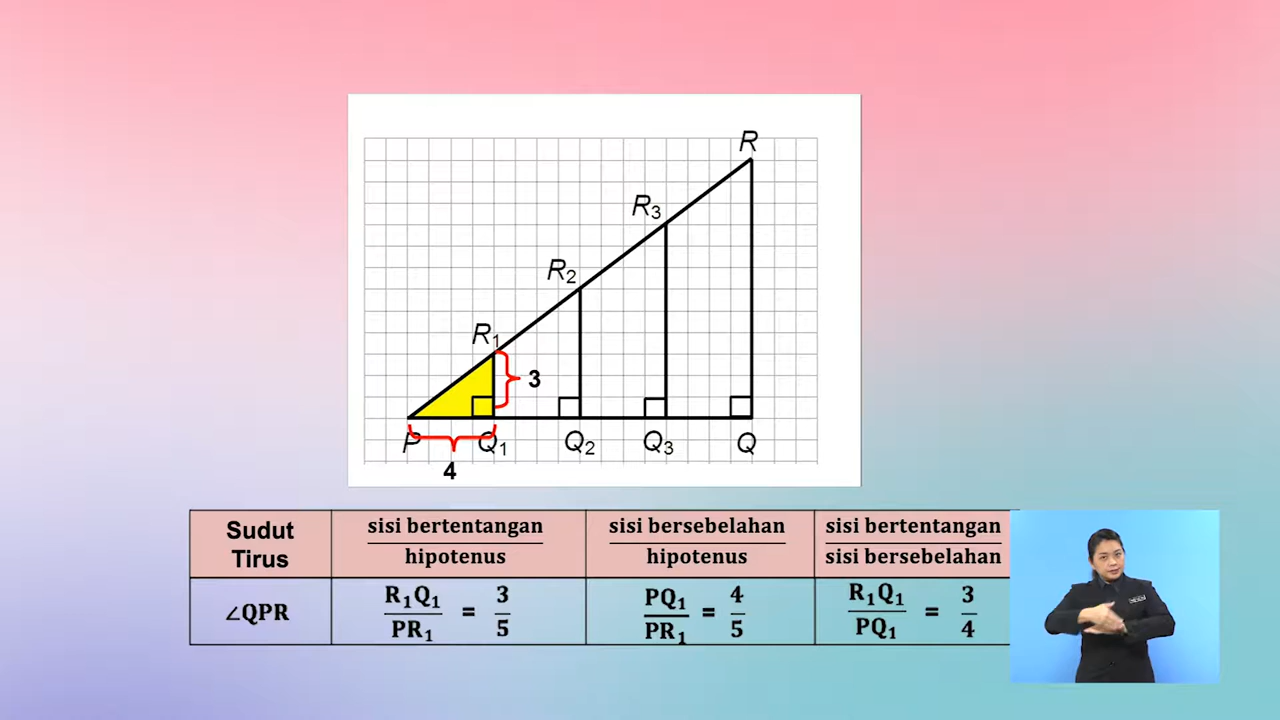 R
R3
R2
R1
3
P Q1 Q2 Q3 Q
4
Sudut Tirus
sisi bertentangan
hipotenus
sisi bersebelahan
hipotenus
sisi bertentangan
sisi bersebelahan
∠QPR
R1Q1
PR1
=
3
5
PQ1
PR1
=
4
5
R1Q1
PQ1
=
3
4